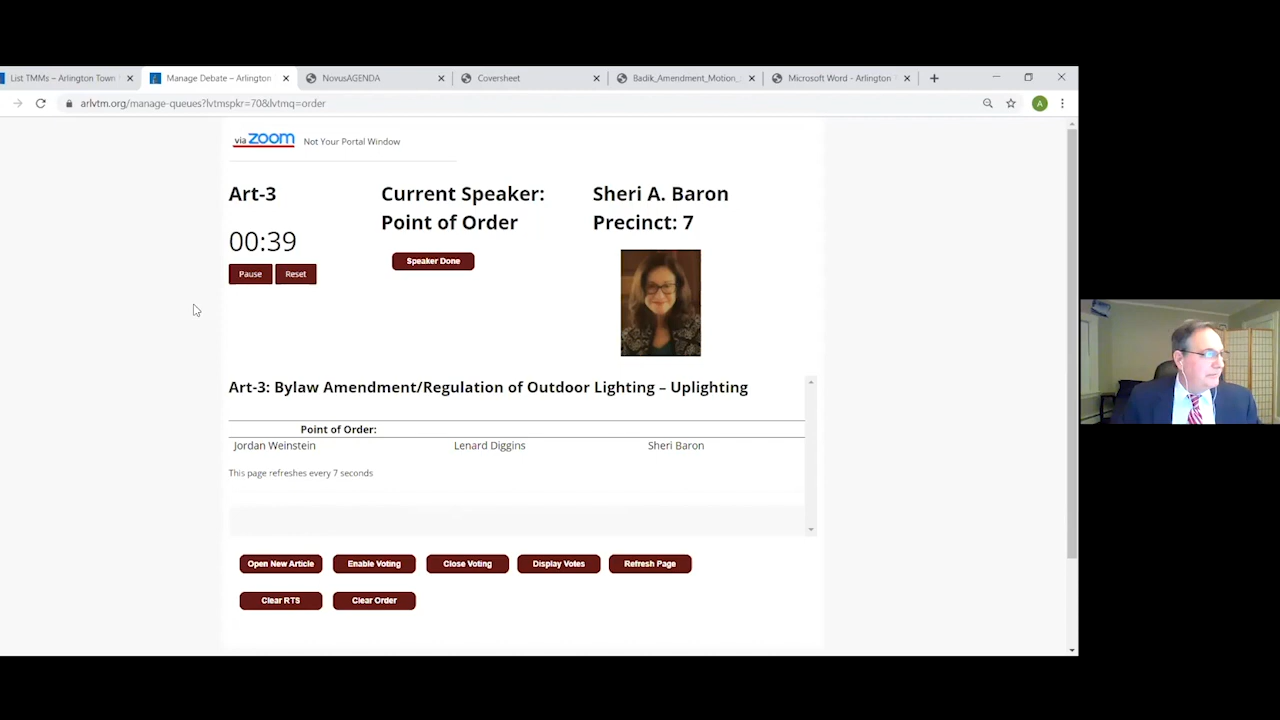 List TMMs – Arlington Town
Manage Debate – Arlington
NovusAGENDA
Coversheet
Badik_Amendment_Motion_
Microsoft Word - Arlington
arlvtm.org/manage-queues?lvtmspkr=70&lvtmq=order
A
via zoom Not Your Portal Window
Art-3
Current Speaker:
Point of Order
Sheri A. Baron
Precinct: 7
00:39
Pause Reset
Speaker Done
Art-3: Bylaw Amendment/Regulation of Outdoor Lighting – Uplighting
Point of Order:
Jordan Weinstein Lenard Diggins Sheri Baron
This page refreshes every 7 seconds
Open New Article Enable Voting Close Voting Display Votes Refresh Page
Clear RTS Clear Order